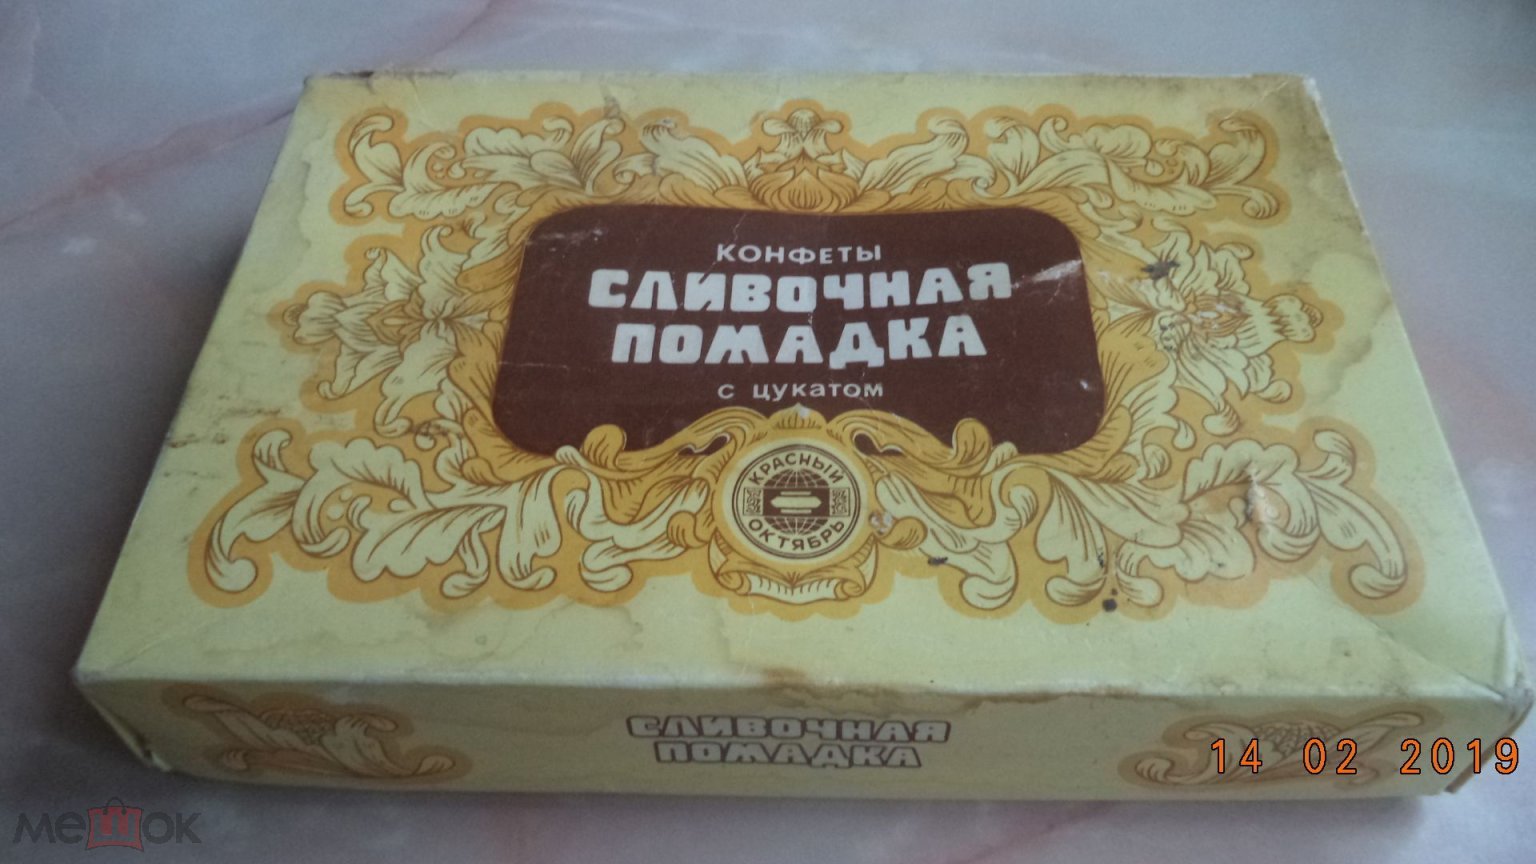 КОНФЕТЫ
СЛИВОЧНАЯ
ПОМАДКА
с цукатом
КРАСНЫЙ
ОКТЯБРЬ
СЛИВОЧНАЯ
ПОМАДКА
14 02 2019
мешок